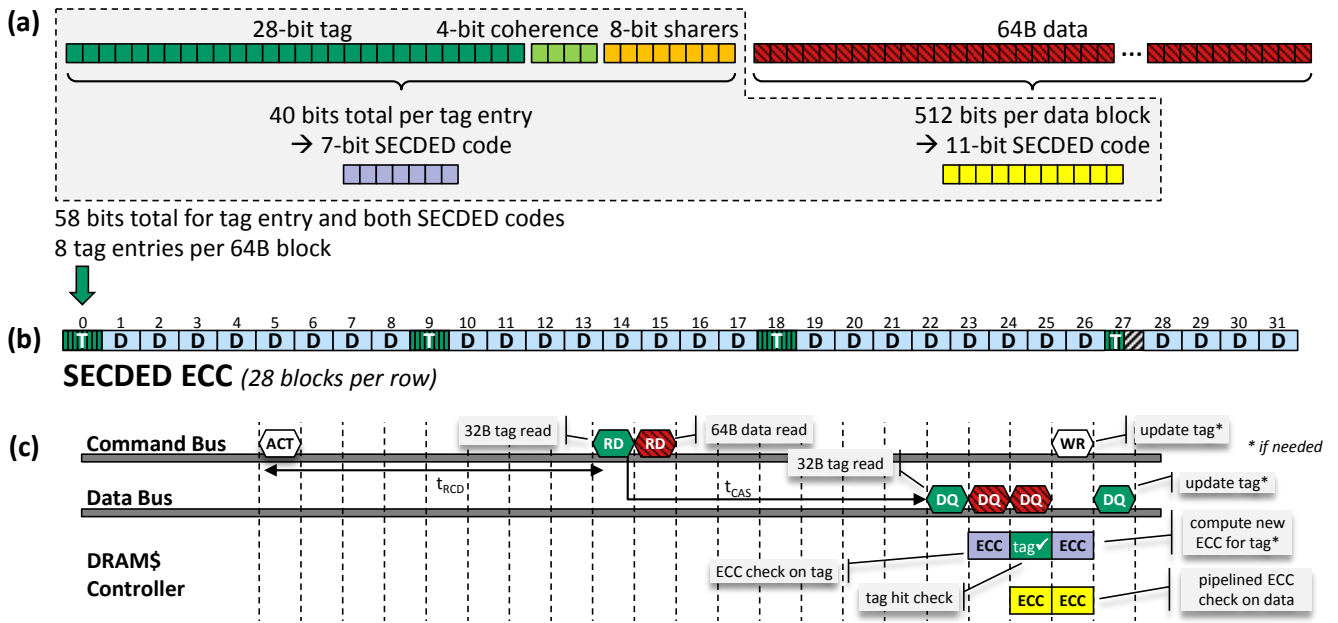 (a)
28-bit tag 4-bit coherence 8-bit sharers 64B data
...
40 bits total per tag entry
→ 7-bit SECDED code
512 bits per data block
→ 11-bit SECDED code
58 bits total for tag entry and both SECDED codes
8 tag entries per 64B block
0 1 2 3 4 5 6 7 8 9 10 11 12 13 14 15 16 17 18 19 20 21 22 23 24 25 26 27 28 29 30 31
(b) T D D D D D D D D T D D D D D D D D T D D D D D D D D T D D D D
SECDED ECC (28 blocks per row)
(c)
Command Bus ACT 32B tag read RD RD 64B data read WR update tag* * if needed
32B tag read
tRCD tCAS
Data Bus DQ DQ DQ DQ update tag*
DRAM$
Controller
ECC tag✓ ECC
compute new
ECC for tag*
ECC check on tag
tag hit check
ECC ECC
pipelined ECC
check on data